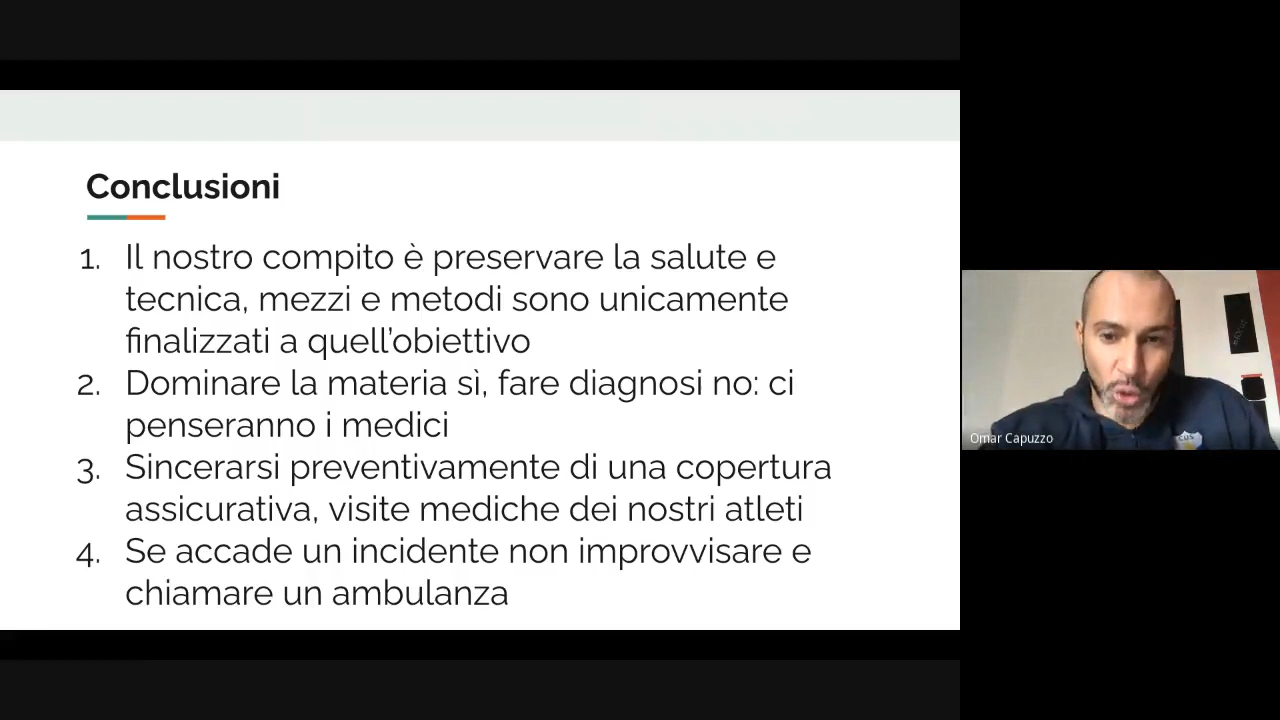 Conclusioni
1. Il nostro compito è preservare la salute e
tecnica, mezzi e metodi sono unicamente
finalizzati a quell’obiettivo
2. Dominare la materia sì, fare diagnosi no: ci
penseranno i medici
3. Sincerarsi preventivamente di una copertura
assicurativa, visite mediche dei nostri atleti
4. Se accade un incidente non improvvisare e
chiamare un ambulanza
Omar Capuzzo
CUS